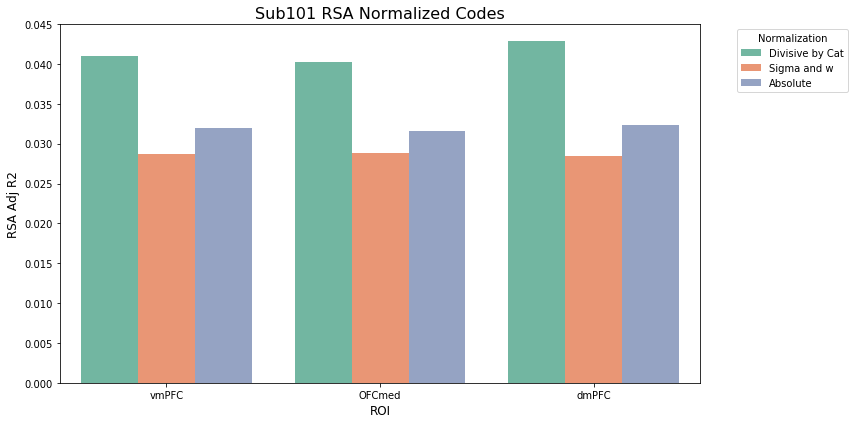 Sub101 RSA Normalized Codes
RSA Adj R2
0.045
0.040
0.035
0.030
0.025
0.020
0.015
0.010
0.005
0.000
vmPFC
OFCmed
dmPFC
ROI
Normalization
Divisive by Cat
Sigma and w
Absolute